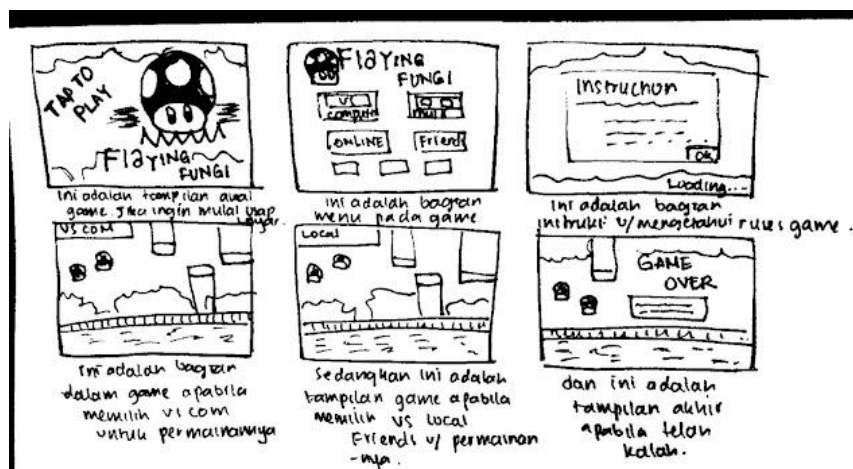 TAP TO
PLAY
FlaYING
FUNGI
Ini adalah tampilan awal
game. Jika ingin mulai usap
layar.
FlaYING
FUNGI
VS
computer
ONLINE
Friends
Ini adalah bagian
menu pada game
Instruction
OK
Loading...
Ini adalah bagian
instruksi u/ mengetahui rules game.
VS COM
Ini adalah bagian
dalam game apabila
memilih vs com
untuk permainannya
LOCAL
Sedangkan ini adalah
tampilan game apabila
memilih vs local
Friends u/ permainan
-nya.
GAME
OVER
dan ini adalah
tampilan akhir
apabila telah
kalah.